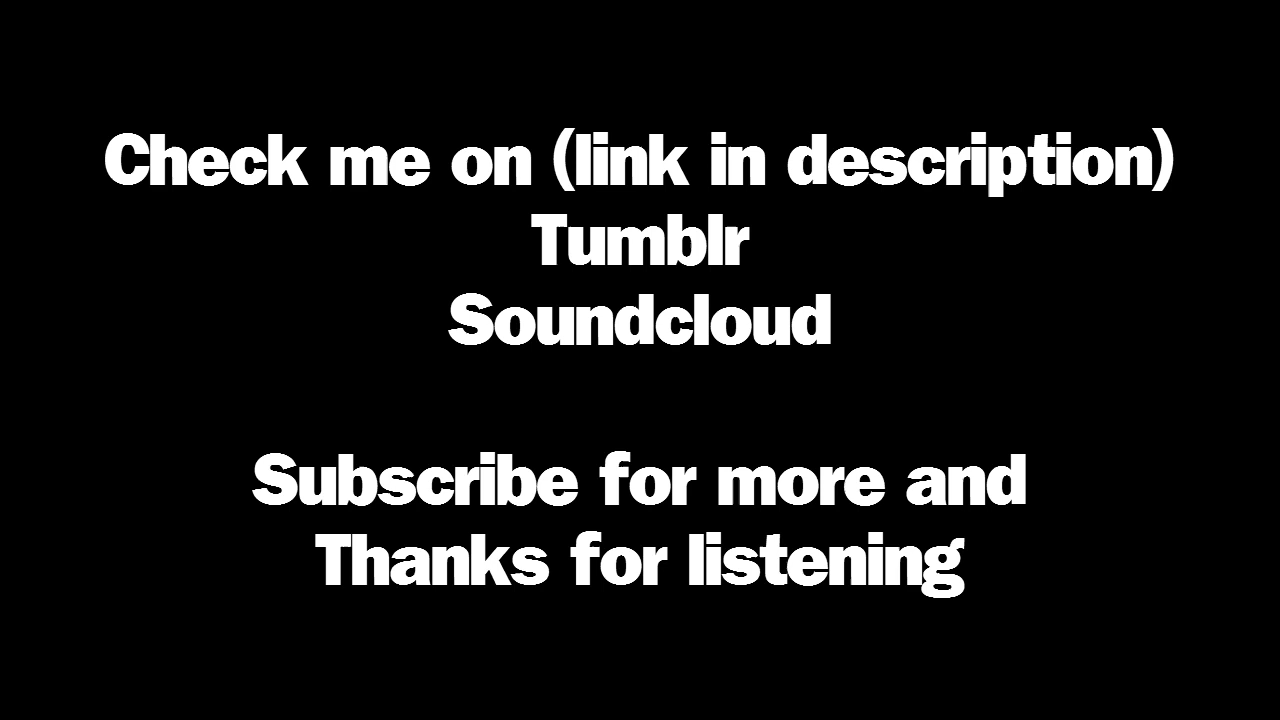 Check me on (link in description)
Tumblr
Soundcloud
Subscribe for more and
Thanks for listening